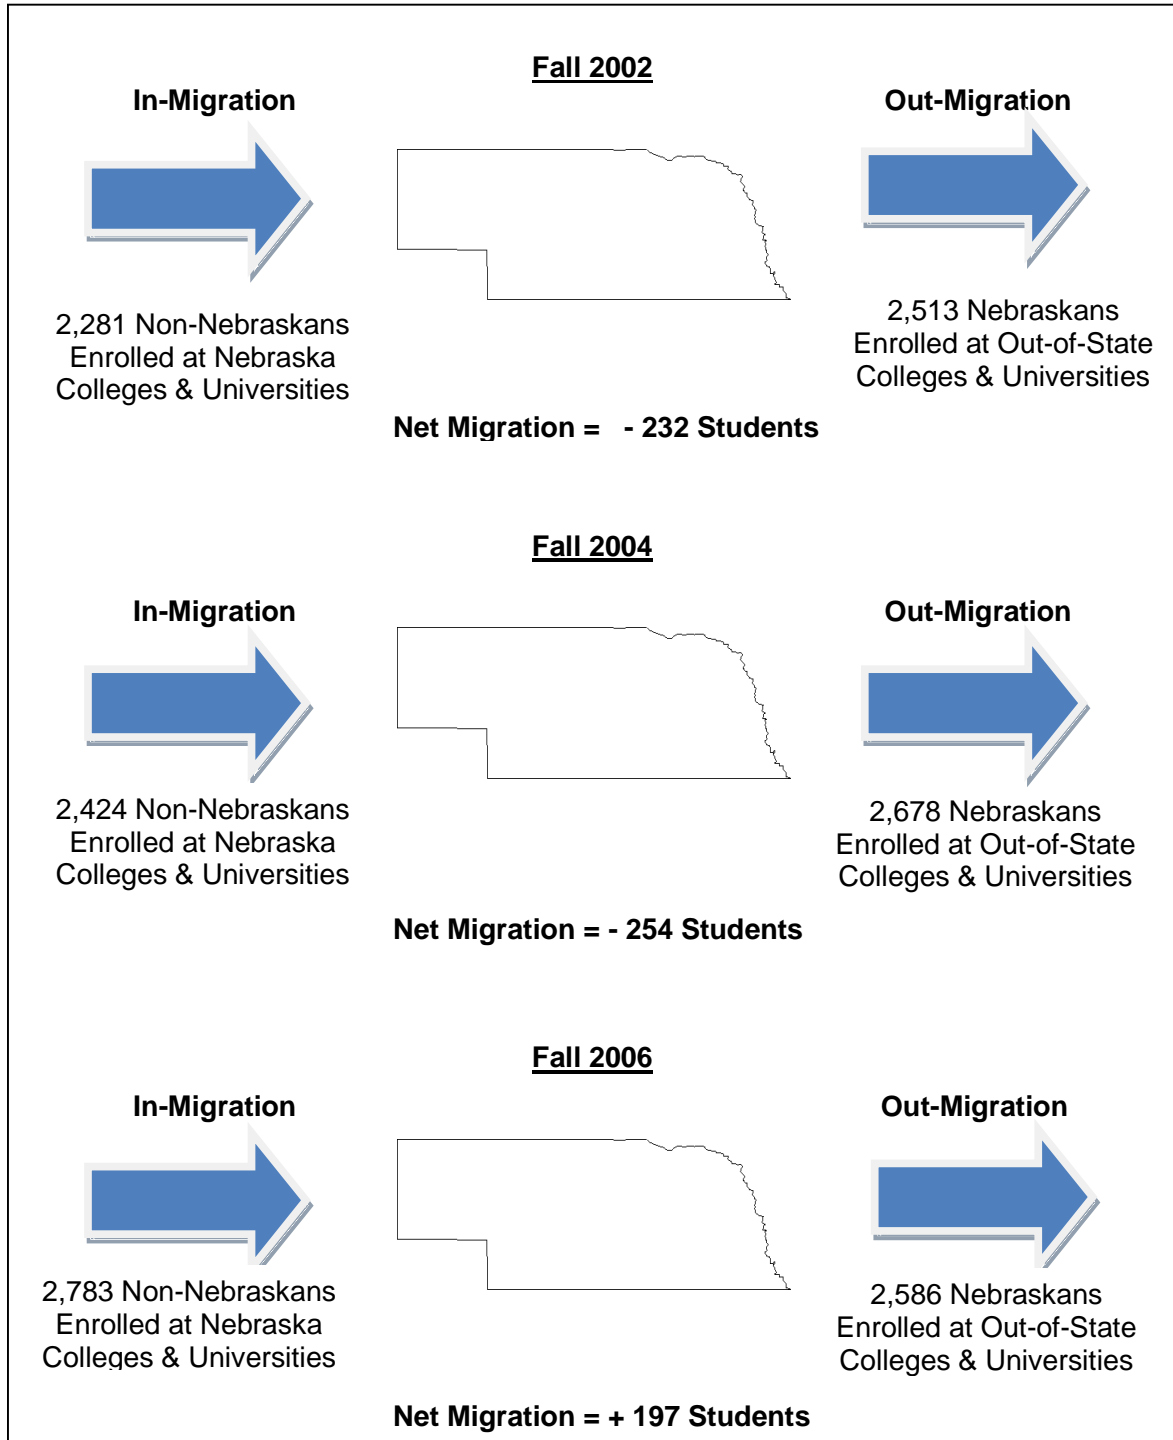 Fall 2002
In-Migration
Out-Migration
2,281 Non-Nebraskans
Enrolled at Nebraska
Colleges & Universities
2,513 Nebraskans
Enrolled at Out-of-State
Colleges & Universities
Net Migration = - 232 Students
Fall 2004
In-Migration
Out-Migration
2,424 Non-Nebraskans
Enrolled at Nebraska
Colleges & Universities
2,678 Nebraskans
Enrolled at Out-of-State
Colleges & Universities
Net Migration = - 254 Students
Fall 2006
In-Migration
Out-Migration
2,783 Non-Nebraskans
Enrolled at Nebraska
Colleges & Universities
2,586 Nebraskans
Enrolled at Out-of-State
Colleges & Universities
Net Migration = + 197 Students